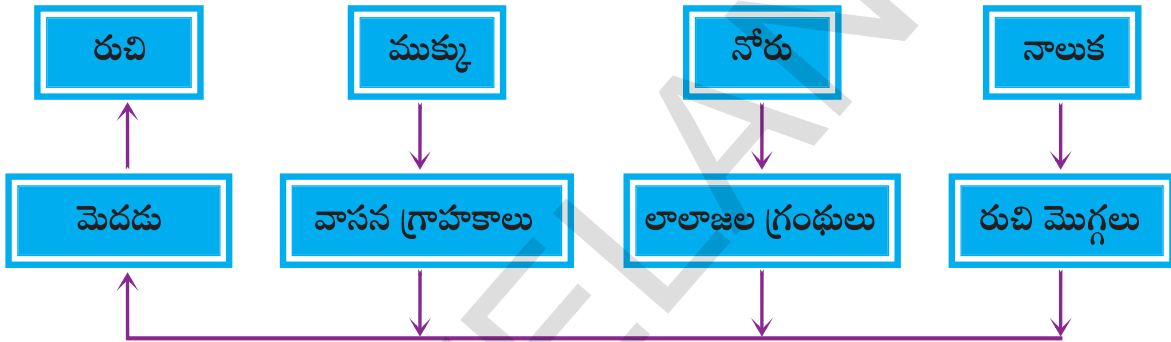 రుచి
ముక్కు
నోరు
నాలుక
మెదడు
వాసన గ్రాహకాలు
లాలాజల గ్రంథులు
రుచి మొగ్గలు